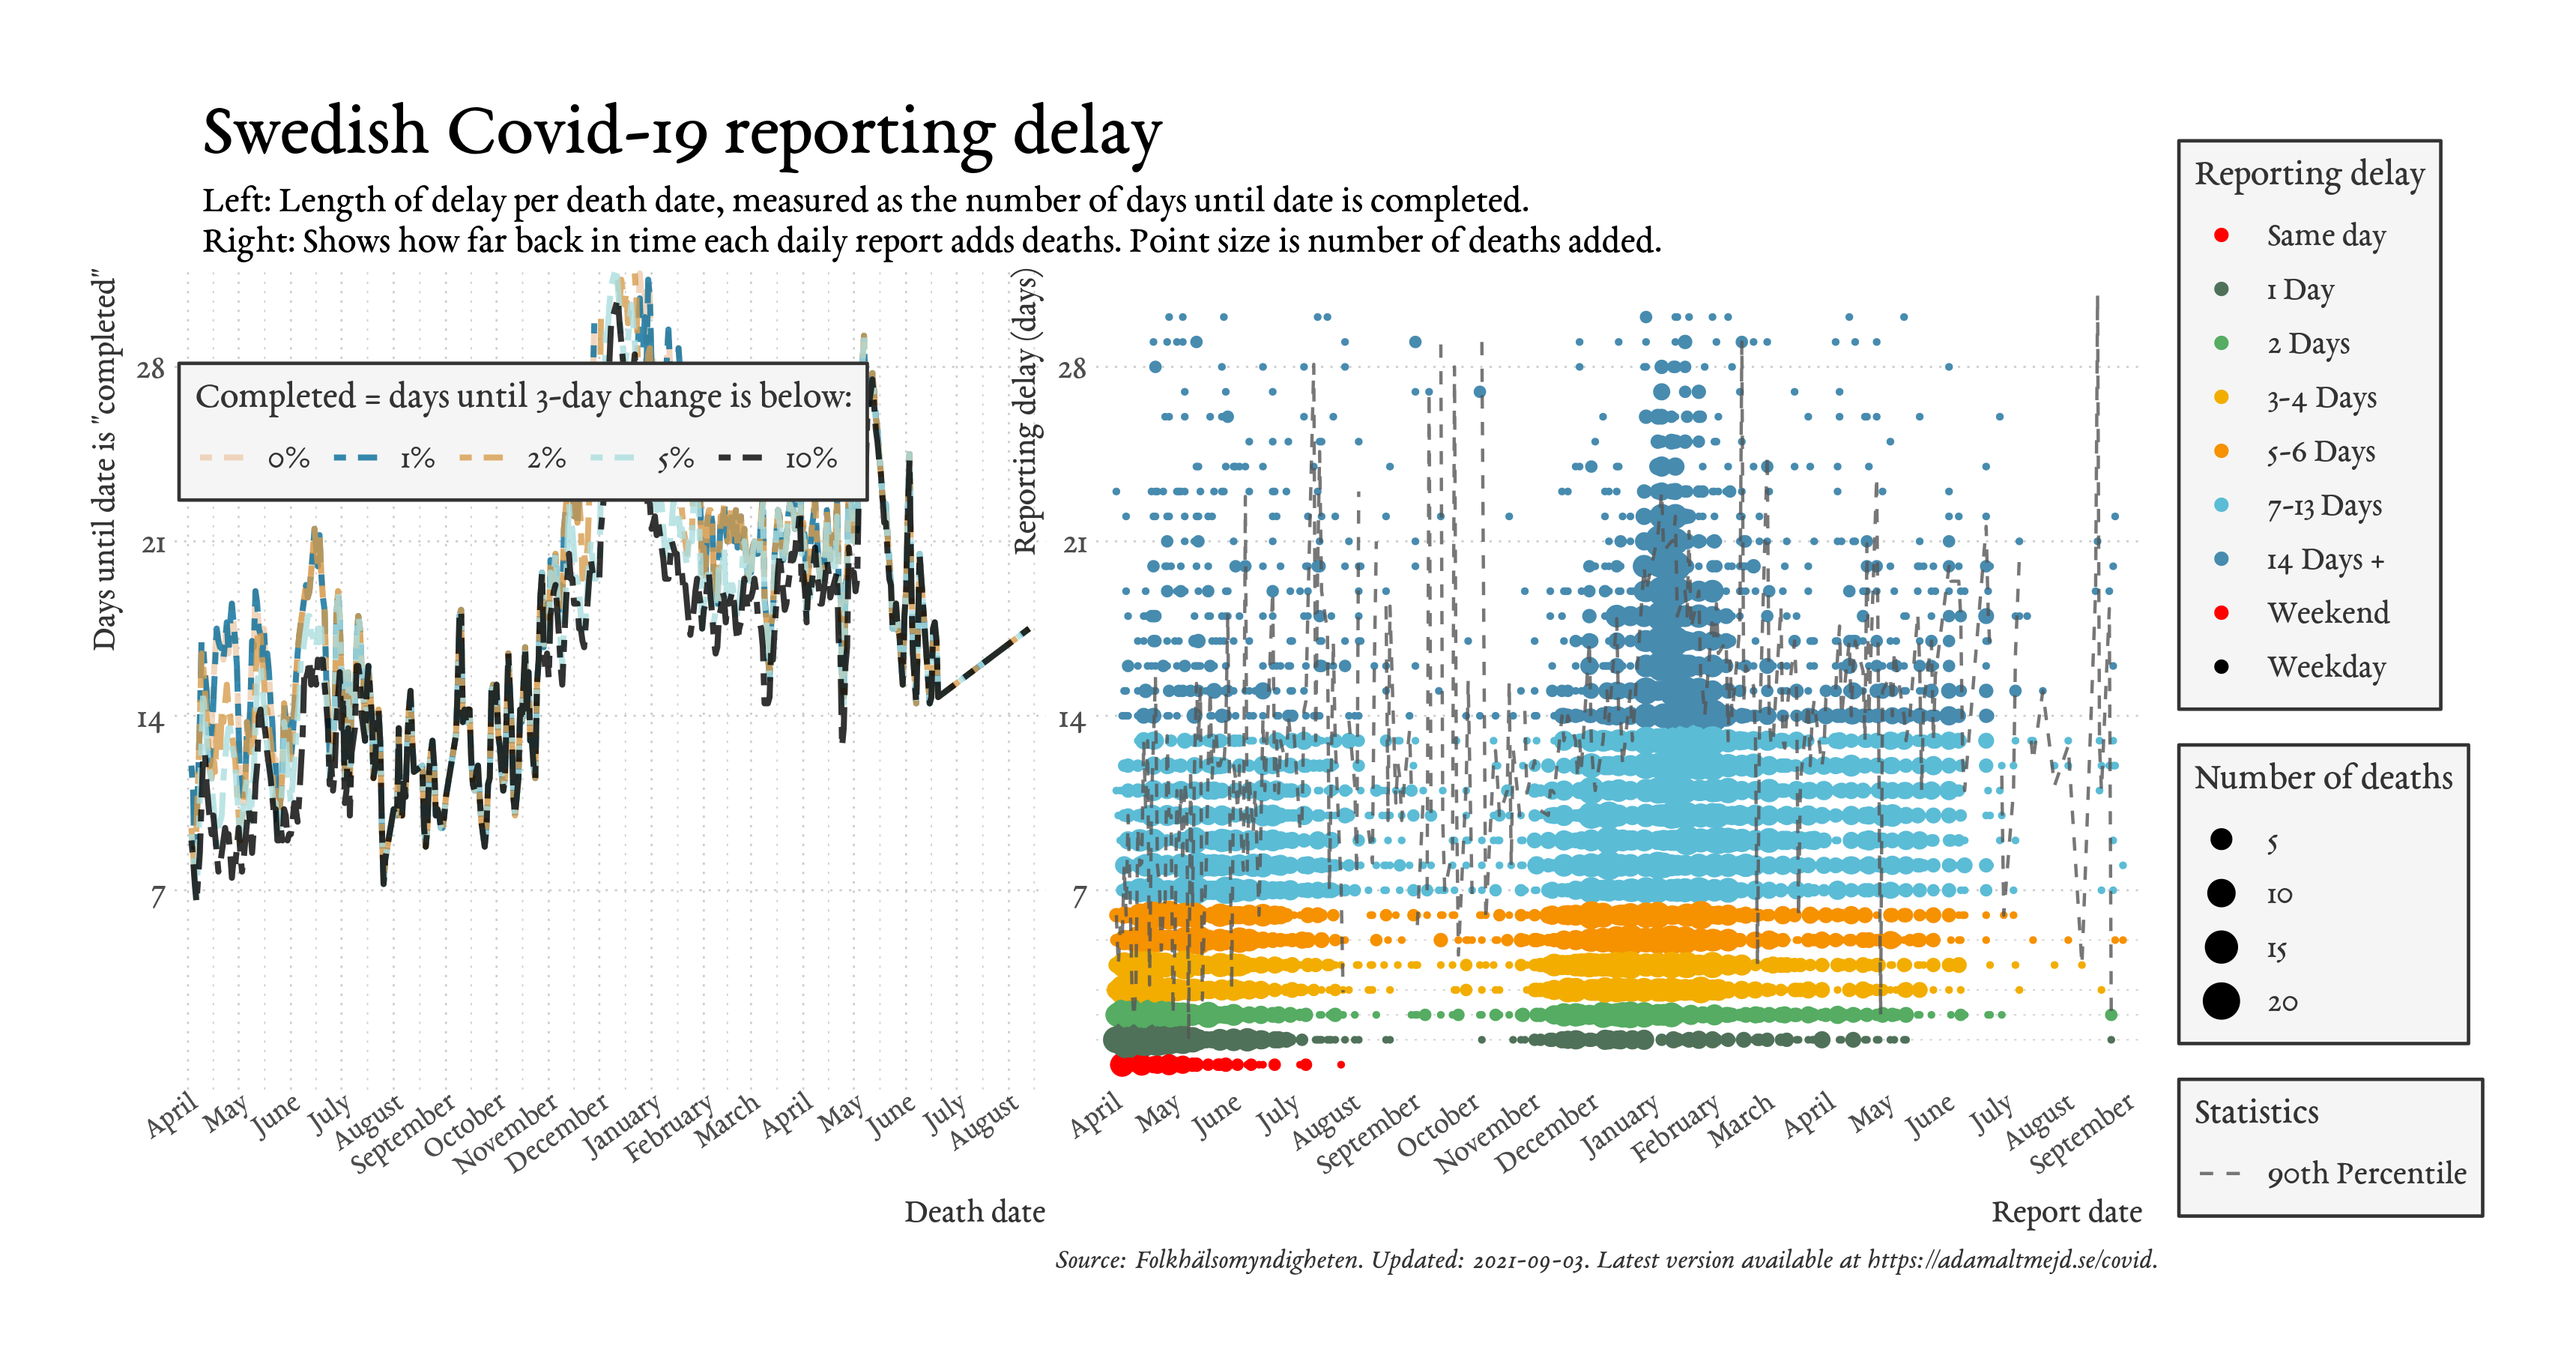 Swedish Covid-19 reporting delay
Left: Length of delay per death date, measured as the number of days until date is completed.
Right: Shows how far back in time each daily report adds deaths. Point size is number of deaths added.
Days until date is "completed"
28
21
14
7
Completed = days until 3-day change is below:
0% 1% 2% 5% 10%
April May June July August September October November December January February March April May June July August
Death date
Reporting delay (days)
28
21
14
7
April May June July August September October November December January February March April May June July August September
Report date
Reporting delay
Same day
1 Day
2 Days
3-4 Days
5-6 Days
7-13 Days
14 Days +
Weekend
Weekday
Number of deaths
5
10
15
20
Statistics
90th Percentile
Source: Folkhälsomyndigheten. Updated: 2021-09-03. Latest version available at https://adamaltmejd.se/covid.